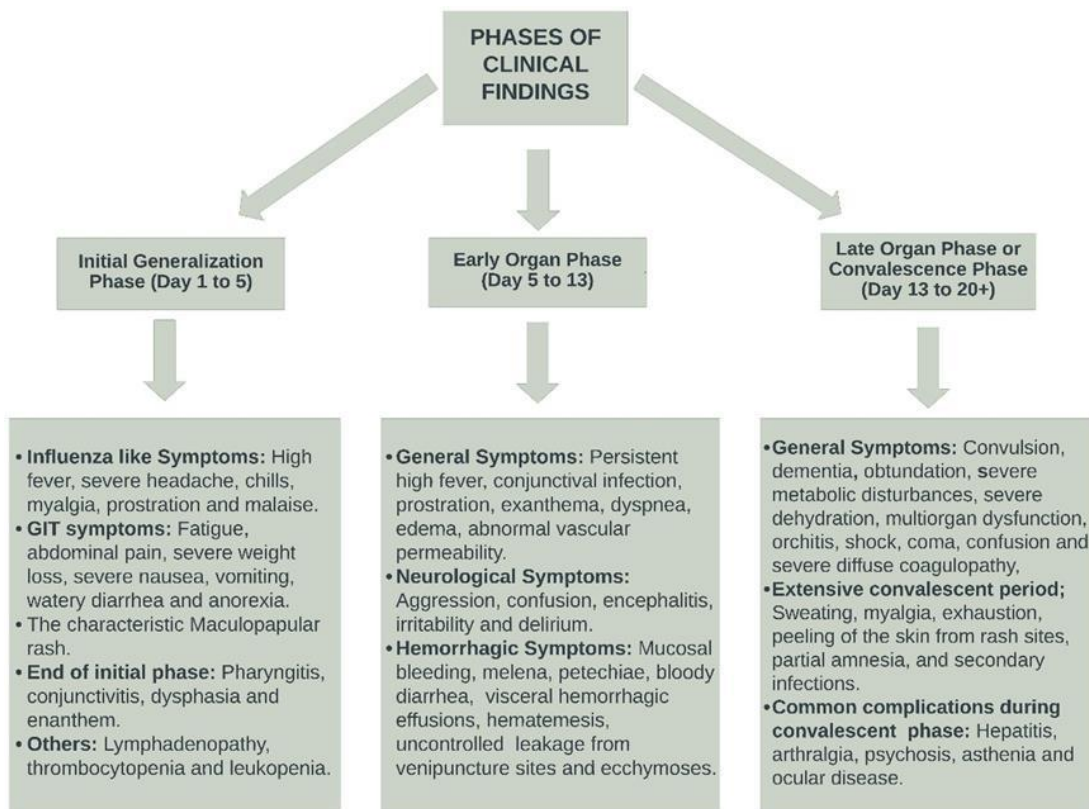 PHASES OF
CLINICAL
FINDINGS
Initial Generalization
Phase (Day 1 to 5)
Early Organ Phase
(Day 5 to 13)
Late Organ Phase or
Convalescence Phase
(Day 13 to 20+)
• Influenza like Symptoms: High
fever, severe headache, chills,
myalgia, prostration and malaise.
• GIT symptoms: Fatigue,
abdominal pain, severe weight
loss, severe nausea, vomiting,
watery diarrhea and anorexia.
• The characteristic Maculopapular
rash.
• End of initial phase: Pharyngitis,
conjunctivitis, dysphasia and
enanthem.
• Others: Lymphadenopathy,
thrombocytopenia and leukopenia.
• General Symptoms: Persistent
high fever, conjunctival infection,
prostration, exanthema, dyspnea,
edema, abnormal vascular
permeability.
• Neurological Symptoms:
Aggression, confusion, encephalitis,
irritability and delirium.
• Hemorrhagic Symptoms: Mucosal
bleeding, melena, petechiae, bloody
diarrhea, visceral hemorrhagic
effusions, hematemesis,
uncontrolled leakage from
venipuncture sites and ecchymoses.
• General Symptoms: Convulsion,
dementia, obtundation, severe
metabolic disturbances, severe
dehydration, multiorgan dysfunction,
orchitis, shock, coma, confusion and
severe diffuse coagulopathy,
• Extensive convalescent period;
Sweating, myalgia, exhaustion,
peeling of the skin from rash sites,
partial amnesia, and secondary
infections.
• Common complications during
convalescent phase: Hepatitis,
arthralgia, psychosis, asthenia and
ocular disease.